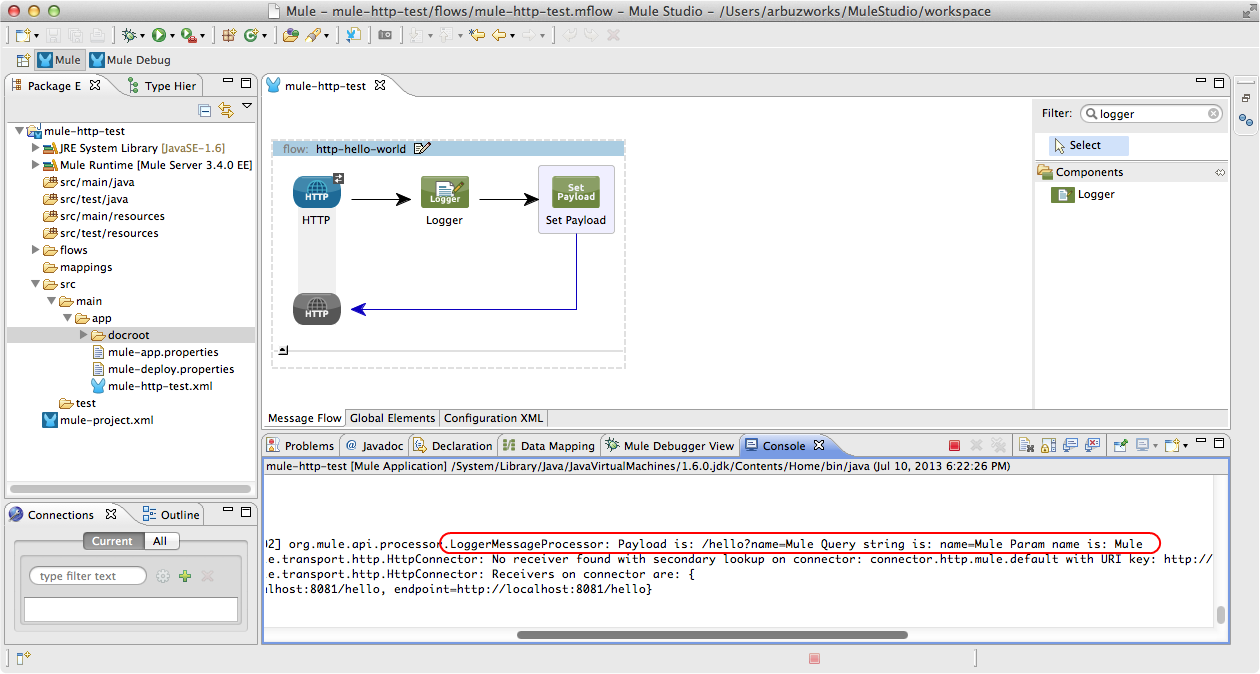 Mule – mule-http-test/flows/mule-http-test.mflow – Mule Studio – /Users/arbuzworks/MuleStudio/workspace
Mule Mule Debug
Package E Type Hier
mule-http-test
JRE System Library [JavaSE-1.6]
Mule Runtime [Mule Server 3.4.0 EE]
src/main/java
src/test/java
src/main/resources
src/test/resources
flows
mappings
src
main
app
docroot
mule-app.properties
mule-deploy.properties
mule-http-test.xml
test
mule-project.xml
Connections Outline
Current All
type filter text
mule-http-test
flow: http-hello-world
HTTP
HTTP
Logger
Logger
Set
Payload
Set Payload
HTTP
Filter: logger
Select
Components
Logger
Message Flow Global Elements Configuration XML
Problems @ Javadoc Declaration Data Mapping Mule Debugger View Console
mule-http-test [Mule Application] /System/Library/Java/JavaVirtualMachines/1.6.0.jdk/Contents/Home/bin/java (Jul 10, 2013 6:22:26 PM)
02] org.mule.api.processor.LoggerMessageProcessor: Payload is: /hello?name=Mule Query string is: name=Mule Param name is: Mule
le.transport.http.HttpConnector: No receiver found with secondary lookup on connector: connector.http.mule.default with URI key: http://
le.transport.http.HttpConnector: Receivers on connector are: {
alhost:8081/hello, endpoint=http://localhost:8081/hello}